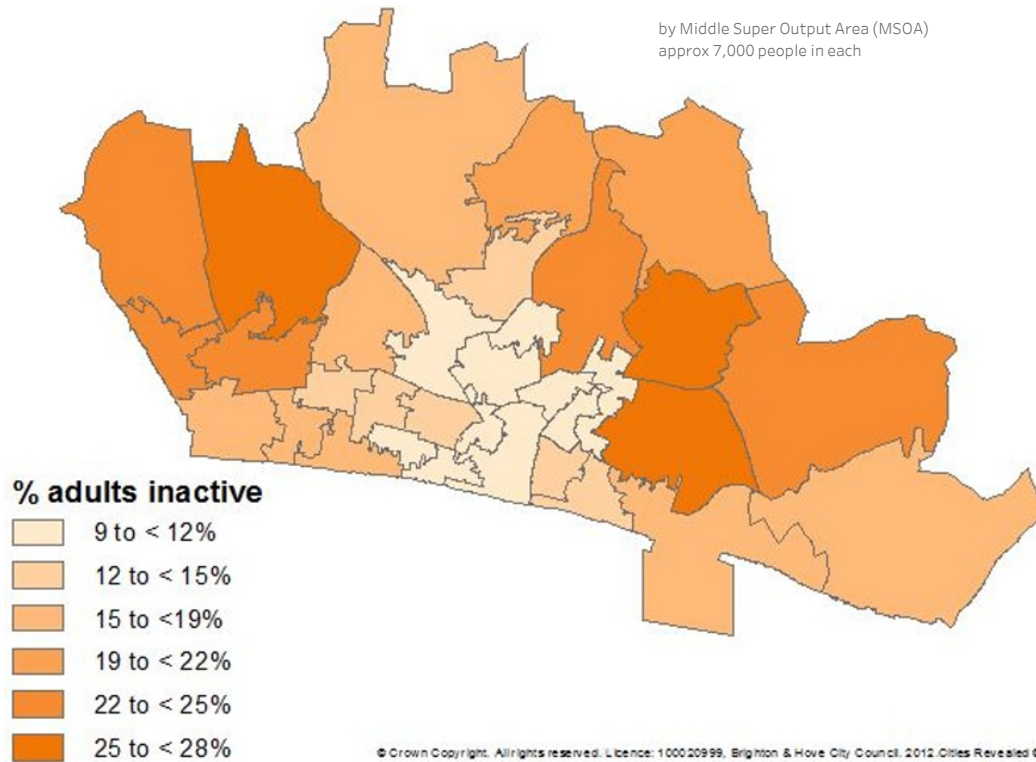 by Middle Super Output Area (MSOA)
approx 7,000 people in each
% adults inactive
9 to < 12%
12 to < 15%
15 to <19%
19 to < 22%
22 to < 25%
25 to < 28%
© Crown Copyright. All rights reserved. Licence: 100020999, Brighton & Hove City Council. 2012.Cities Revealed ©